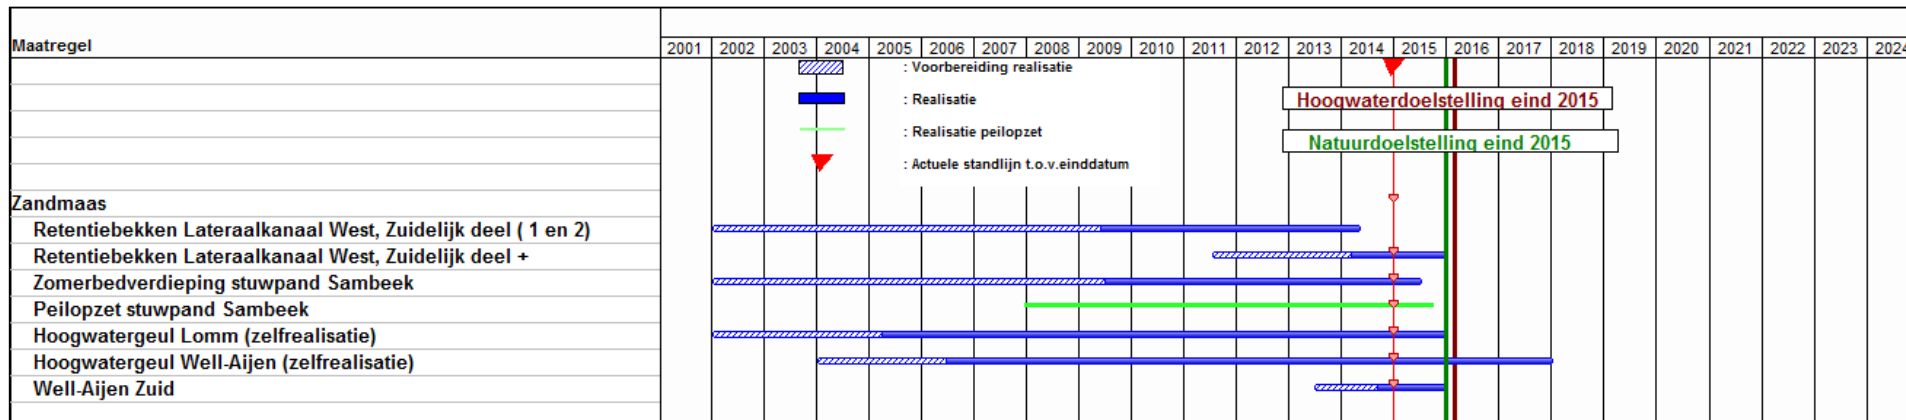 Maatregel
2001 2002 2003 2004 2005 2006 2007 2008 2009 2010 2011 2012 2013 2014 2015 2016 2017 2018 2019 2020 2021 2022 2023 2024
: Voorbereiding realisatie
: Realisatie
Hoogwaterdoelstelling eind 2015
: Realisatie peilopzet
Natuurdoelstelling eind 2015
: Actuele standlijn t.o.v.einddatum
Zandmaas
Retentiebekken Lateraalkanaal West, Zuidelijk deel ( 1 en 2)
Retentiebekken Lateraalkanaal West, Zuidelijk deel +
Zomerbedverdieping stuwpand Sambeek
Peilopzet stuwpand Sambeek
Hoogwatergeul Lomm (zelfrealisatie)
Hoogwatergeul Well-Aijen (zelfrealisatie)
Well-Aijen Zuid